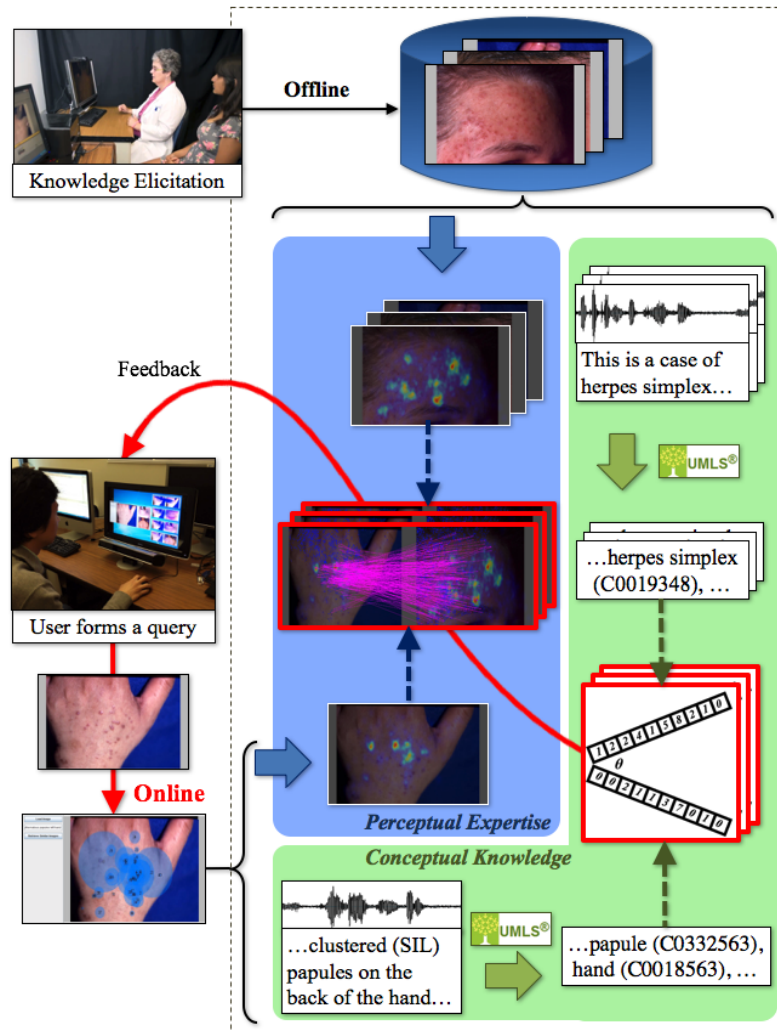 Offline
Knowledge Elicitation
Feedback
This is a case of
herpes simplex…
UMLS®
…herpes simplex
(C0019348), …
User forms a query
1 2 2 4 1 5 8 2 1 0
θ
0 0 2 1 1 3 7 0 1 0
Online
Perceptual Expertise
Conceptual Knowledge
…clustered (SIL)
papules on the
back of the hand…
UMLS®
…papule (C0332563),
hand (C0018563), …